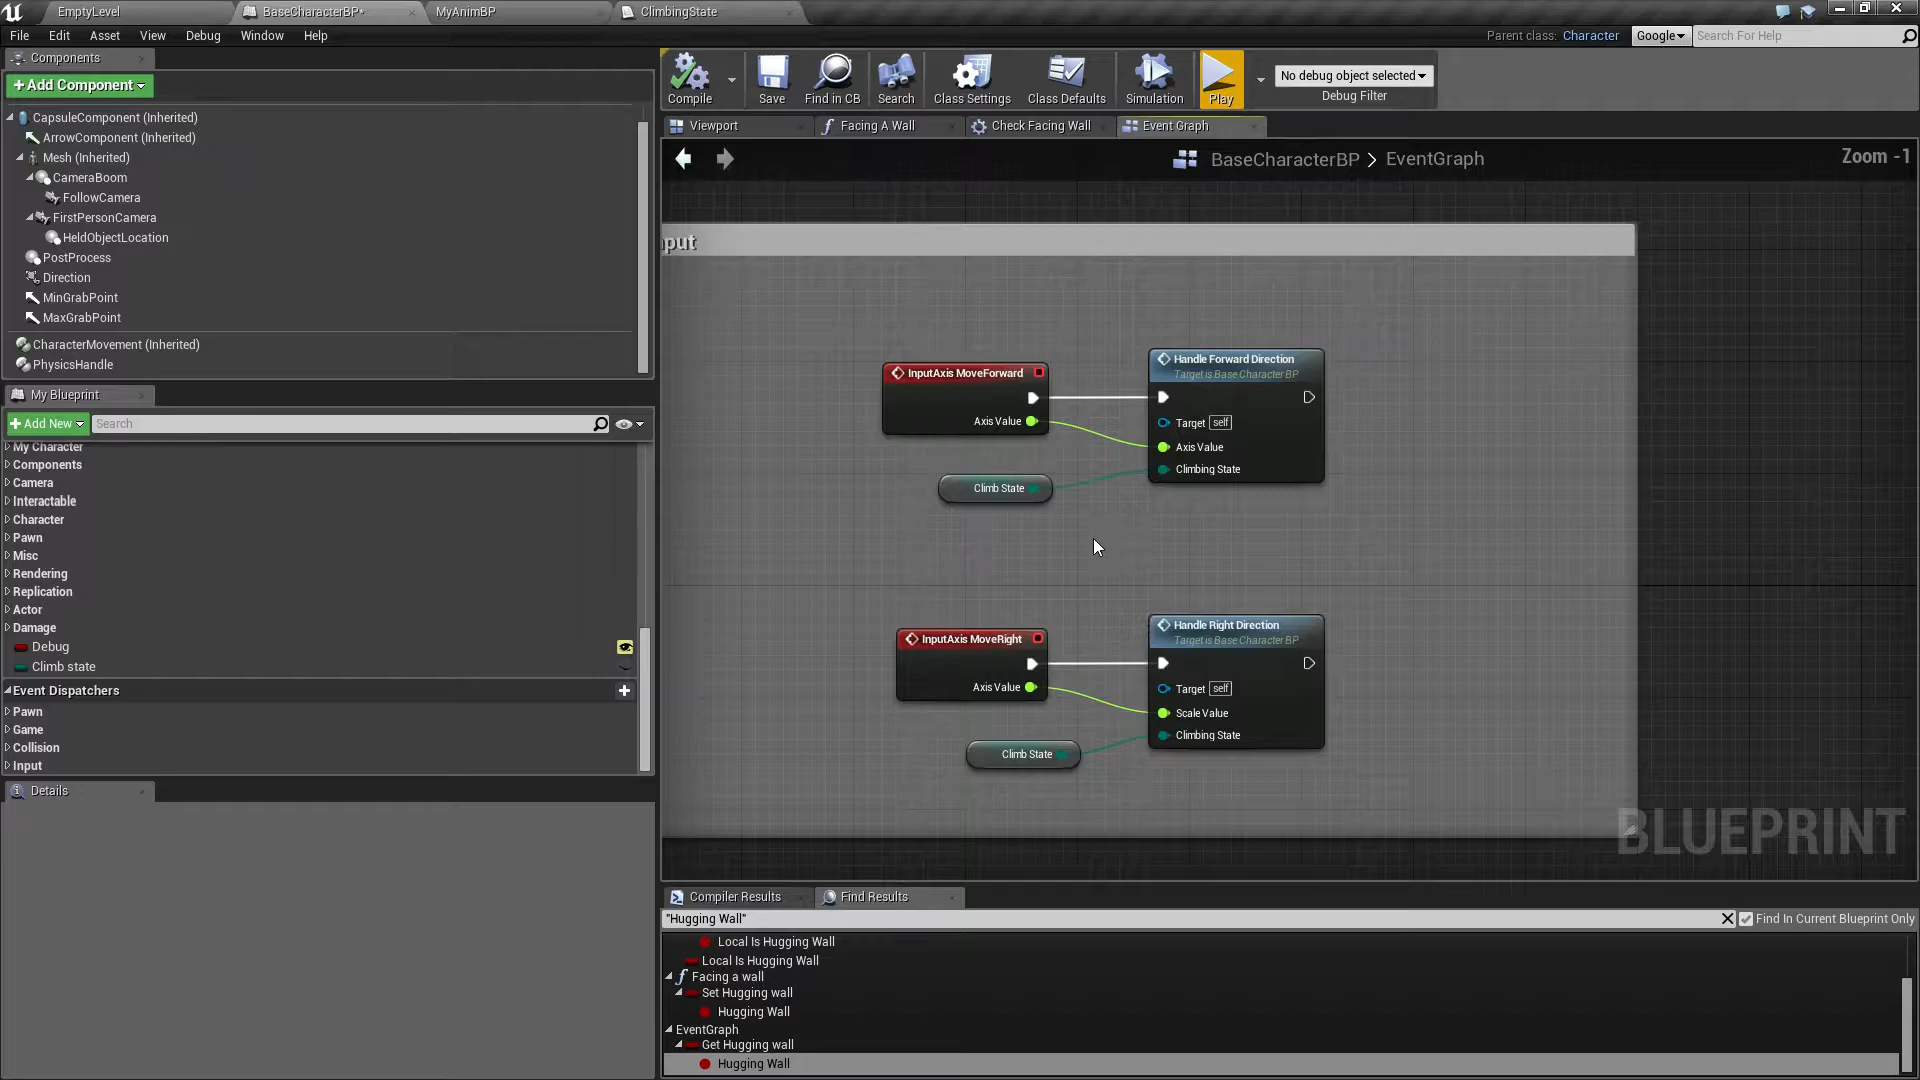 EmptyLevel
BaseCharacterBP*
MyAnimBP
ClimbingState
File Edit Asset View Debug Window Help
Parent class: Character
Google
Search For Help
Components
+Add Component
CapsuleComponent (Inherited)
ArrowComponent (Inherited)
Mesh (Inherited)
CameraBoom
FollowCamera
FirstPersonCamera
HeldObjectLocation
PostProcess
Direction
MinGrabPoint
MaxGrabPoint
CharacterMovement (Inherited)
PhysicsHandle
My Blueprint
+Add New
Search
My Character
Components
Camera
Interactable
Character
Pawn
Misc
Rendering
Replication
Actor
Damage
Debug
Climb state
Event Dispatchers
Pawn
Game
Collision
Input
Details
Compile
Save
Find in CB
Search
Class Settings
Class Defaults
Simulation
Play
No debug object selected
Debug Filter
Viewport
Facing A Wall
Check Facing Wall
Event Graph
BaseCharacterBP > EventGraph
Zoom -1
put
InputAxis MoveForward
Axis Value
Climb State
Handle Forward Direction
Target is Base Character BP
Target self
Axis Value
Climbing State
InputAxis MoveRight
Axis Value
Climb State
Handle Right Direction
Target is Base Character BP
Target self
Scale Value
Climbing State
BLUEPRINT
Compiler Results
Find Results
"Hugging Wall"
Find In Current Blueprint Only
Local Is Hugging Wall
Local Is Hugging Wall
Facing a wall
Set Hugging wall
Hugging Wall
EventGraph
Get Hugging wall
Hugging Wall